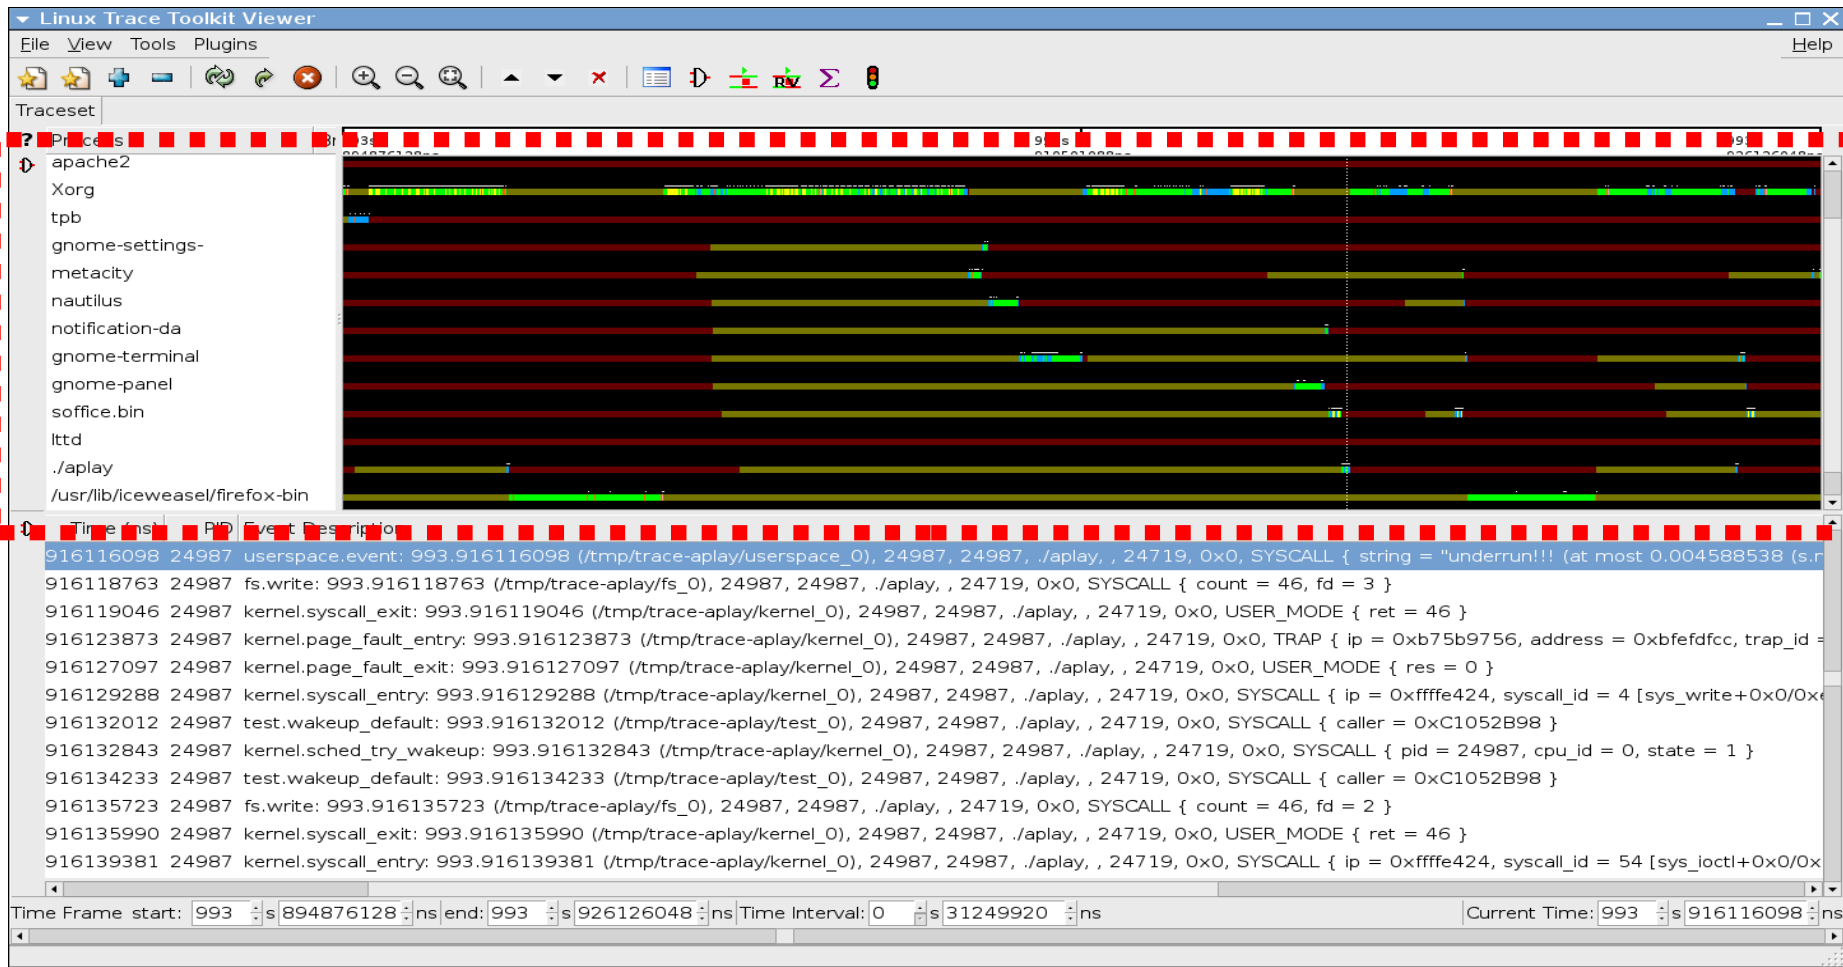 Linux Trace Toolkit Viewer
File View Tools Plugins Help
Traceset
? Process
apache2
Xorg
tpb
gnome-settings-
metacity
nautilus
notification-da
gnome-terminal
gnome-panel
soffice.bin
lttd
./aplay
/usr/lib/iceweasel/firefox-bin
Time (ns) PID Event Description
916116098 24987 userspace.event: 993.916116098 (/tmp/trace-aplay/userspace_0), 24987, 24987, ./aplay, , 24719, 0x0, SYSCALL { string = "underrun!!! (at most 0.004588538 (s.r
916118763 24987 fs.write: 993.916118763 (/tmp/trace-aplay/fs_0), 24987, 24987, ./aplay, , 24719, 0x0, SYSCALL { count = 46, fd = 3 }
916119046 24987 kernel.syscall_exit: 993.916119046 (/tmp/trace-aplay/kernel_0), 24987, 24987, ./aplay, , 24719, 0x0, USER_MODE { ret = 46 }
916123873 24987 kernel.page_fault_entry: 993.916123873 (/tmp/trace-aplay/kernel_0), 24987, 24987, ./aplay, , 24719, 0x0, TRAP { ip = 0xb75b9756, address = 0xbfefdfcc, trap_id =
916127097 24987 kernel.page_fault_exit: 993.916127097 (/tmp/trace-aplay/kernel_0), 24987, 24987, ./aplay, , 24719, 0x0, USER_MODE { res = 0 }
916129288 24987 kernel.syscall_entry: 993.916129288 (/tmp/trace-aplay/kernel_0), 24987, 24987, ./aplay, , 24719, 0x0, SYSCALL { ip = 0xffffe424, syscall_id = 4 [sys_write+0x0/0x
916132012 24987 test.wakeup_default: 993.916132012 (/tmp/trace-aplay/test_0), 24987, 24987, ./aplay, , 24719, 0x0, SYSCALL { caller = 0xC1052B98 }
916132843 24987 kernel.sched_try_wakeup: 993.916132843 (/tmp/trace-aplay/kernel_0), 24987, 24987, ./aplay, , 24719, 0x0, SYSCALL { pid = 24987, cpu_id = 0, state = 1 }
916134233 24987 test.wakeup_default: 993.916134233 (/tmp/trace-aplay/test_0), 24987, 24987, ./aplay, , 24719, 0x0, SYSCALL { caller = 0xC1052B98 }
916135723 24987 fs.write: 993.916135723 (/tmp/trace-aplay/fs_0), 24987, 24987, ./aplay, , 24719, 0x0, SYSCALL { count = 46, fd = 2 }
916135990 24987 kernel.syscall_exit: 993.916135990 (/tmp/trace-aplay/kernel_0), 24987, 24987, ./aplay, , 24719, 0x0, USER_MODE { ret = 46 }
916139381 24987 kernel.syscall_entry: 993.916139381 (/tmp/trace-aplay/kernel_0), 24987, 24987, ./aplay, , 24719, 0x0, SYSCALL { ip = 0xffffe424, syscall_id = 54 [sys_ioctl+0x0/0x
Time Frame start: 993 s 894876128 ns end: 993 s 926126048 ns Time Interval: 0 s 31249920 ns Current Time: 993 s 916116098 ns